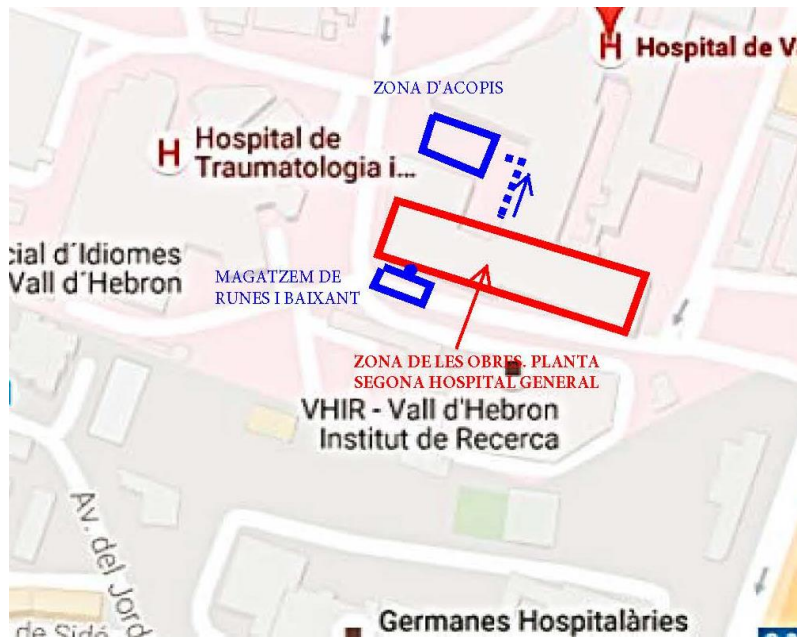 H Hospital de V
ZONA D'ACOPIS
H Hospital de
Traumatologia i...
cial d´Idiomes
Vall d´Hebron
MAGATZEM DE
RUNES I BAIXANT
ZONA DE LES OBRES. PLANTA
SEGONA HOSPITAL GENERAL
VHIR - Vall d'Hebron
Institut de Recerca
Av. del Jord
Germanes Hospitalàries
de Sidé